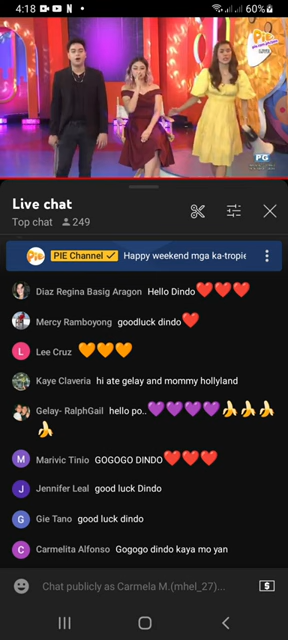 4:18
60%
PIE
PG
Live chat
Top chat 249
PIE
PIE Channel Happy weekend mga ka-tropie
Diaz Regina Basig Aragon Hello Dindo❤️❤️❤️
Mercy Ramboyong goodluck dindo❤️
L Lee Cruz 🧡🧡🧡
Kaye Claveria hi ate gelay and mommy hollyland
Gelay- RalphGail hello po..💜💜💜💜🍌🍌🍌
🍌
M Marivic Tinio GOGOGO DINDO❤️❤️❤️
J Jennifer Leal good luck Dindo
G Gie Tano good luck dindo
C Carmelita Alfonso Gogogo dindo kaya mo yan
Chat publicly as Carmela M.(mhel_27)...